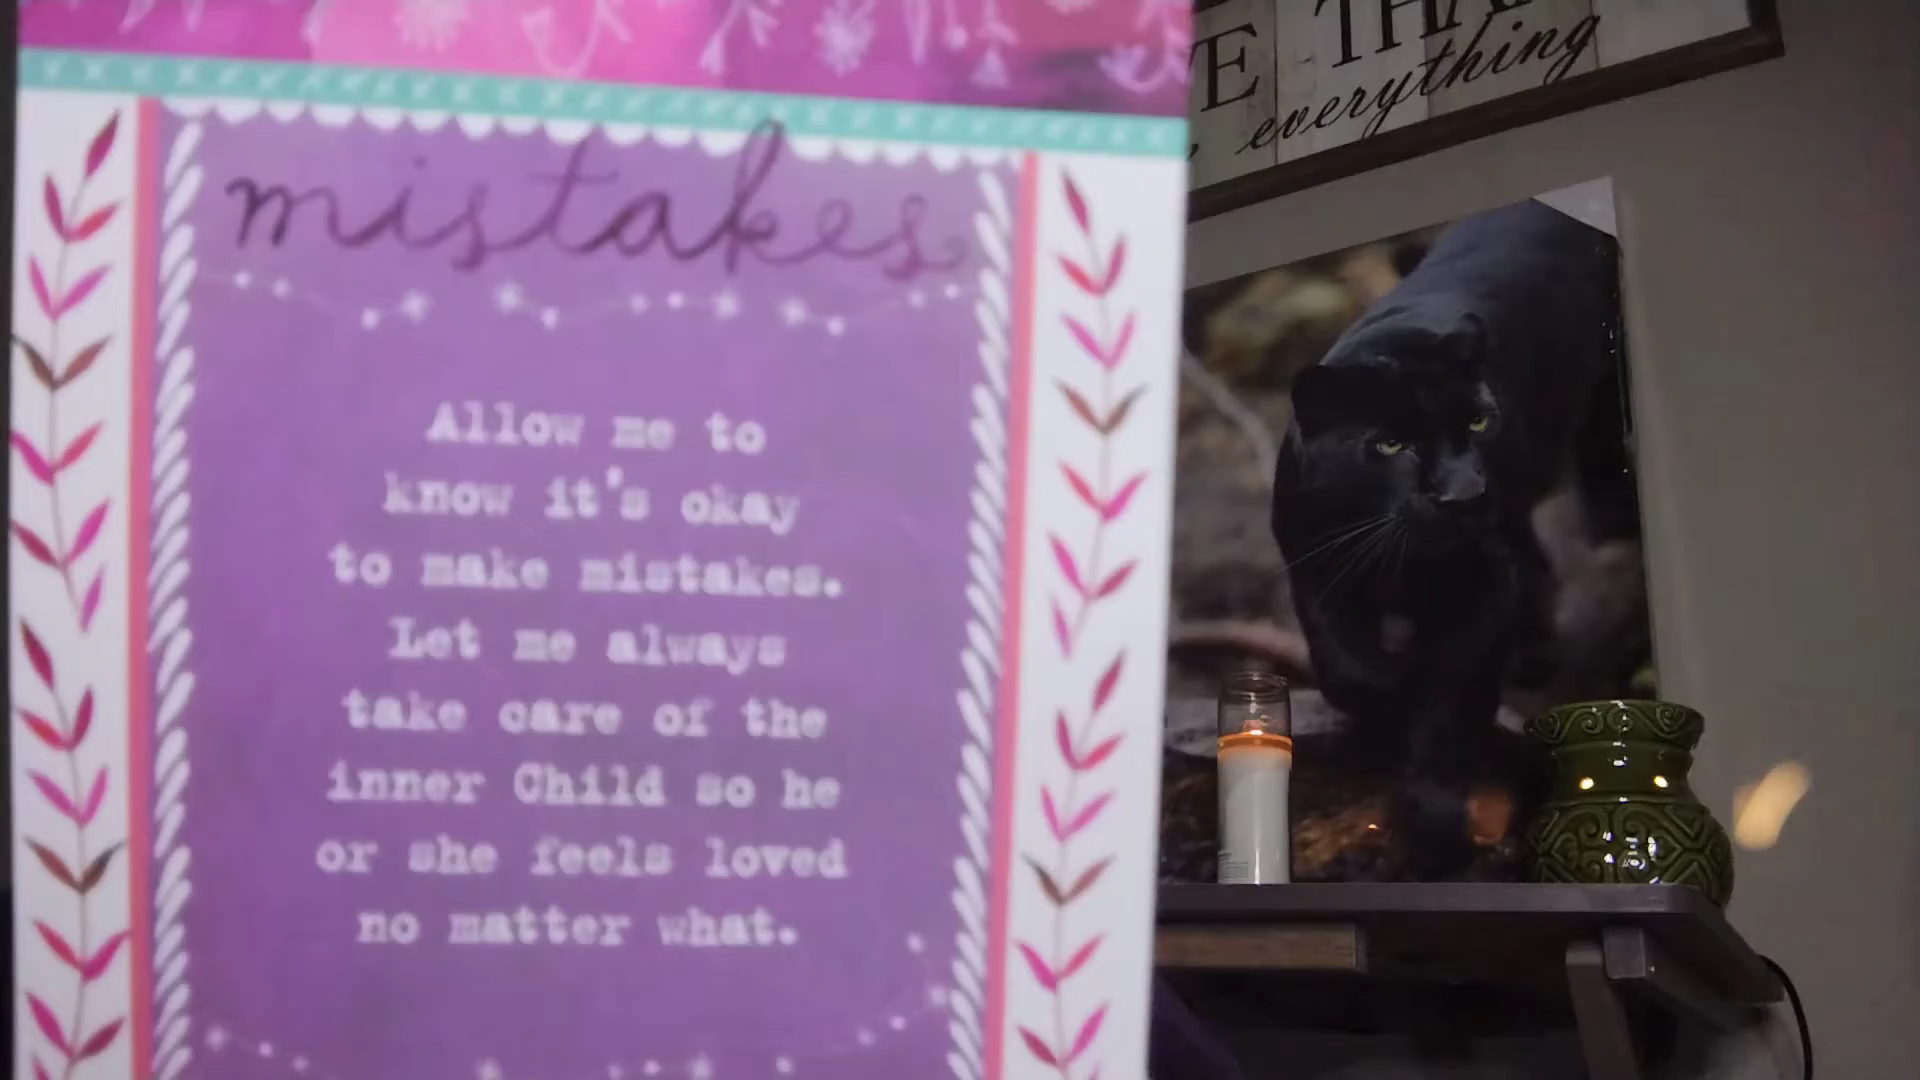 mistakes
Allow me to
know it's okay
to make mistakes.
Let me always
take care of the
inner Child so he
or she feels loved
no matter what.
everything